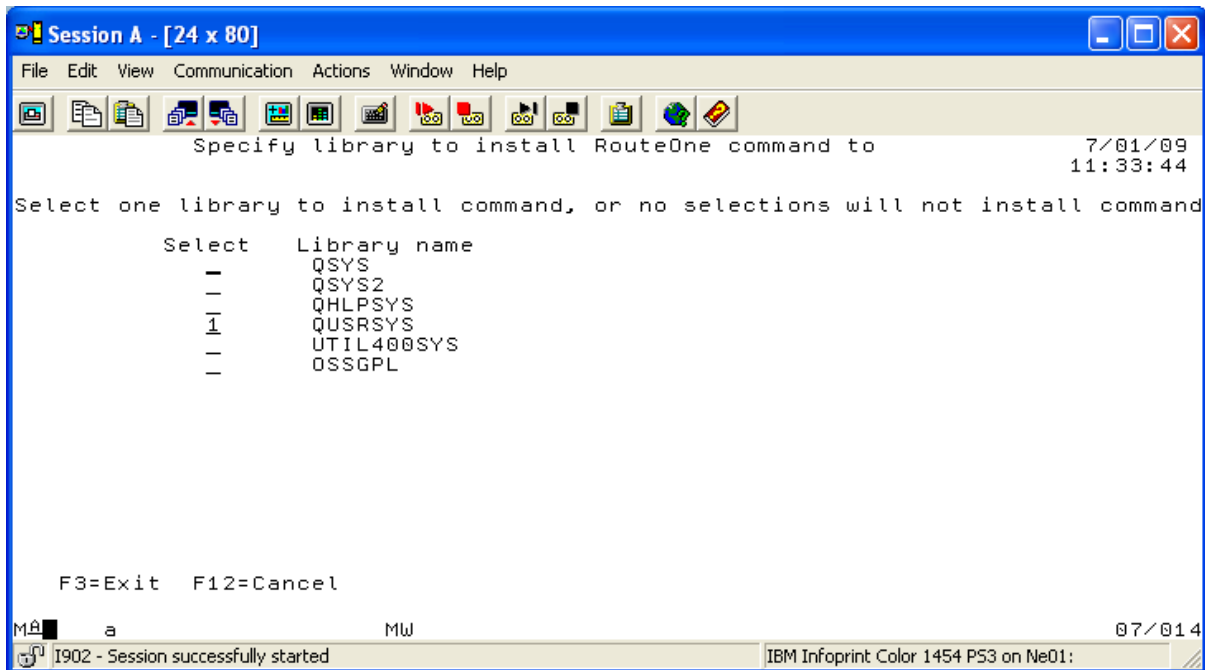 Session A - [24 x 80]
File Edit View Communication Actions Window Help
Specify library to install RouteOne command to 7/01/09
11:33:44
Select one library to install command, or no selections will not install command
Select Library name
_ QSYS
_ QSYS2
_ QHLPSYS
1 QUSRSYS
_ UTIL400SYS
_ OSSGPL
F3=Exit F12=Cancel
MA a MW 07/014
I902 - Session successfully started IBM Infoprint Color 1454 PS3 on Ne01: